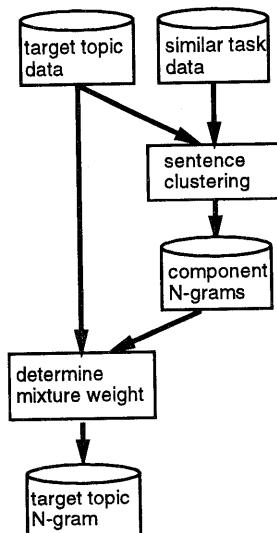 target topic
data
similar task
data
sentence
clustering
component
N-grams
determine
mixture weight
target topic
N-gram